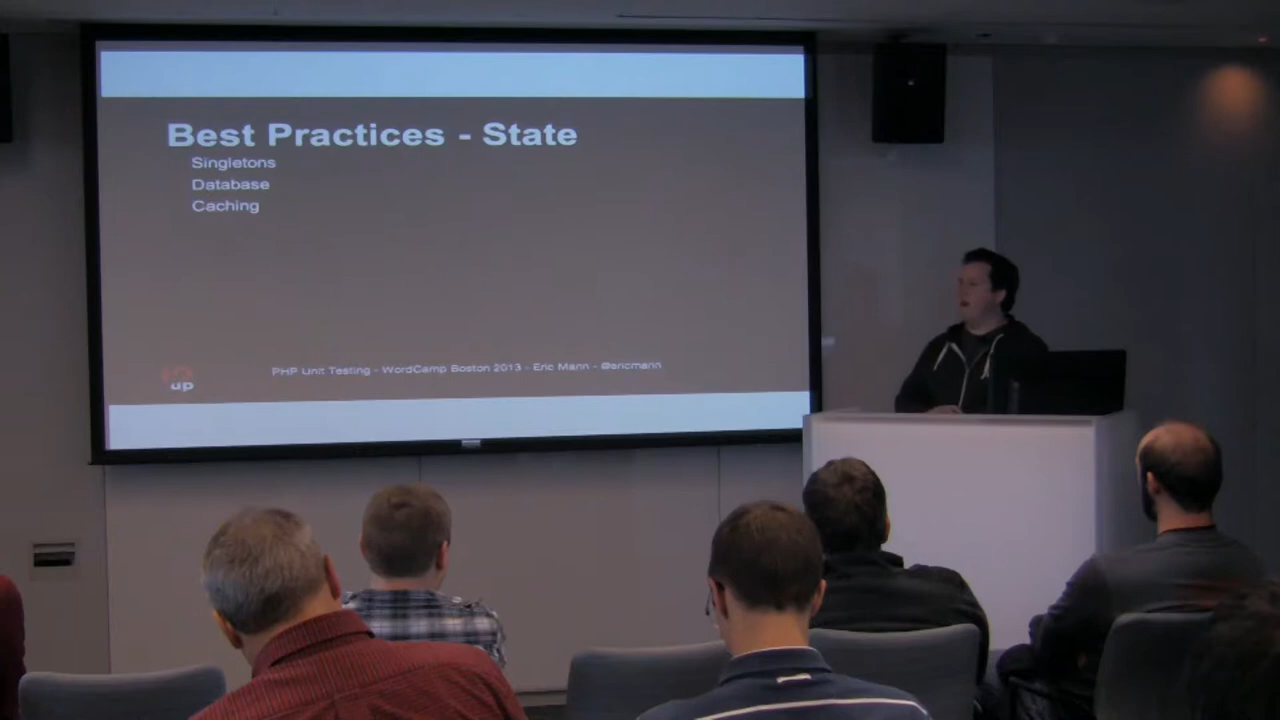 Best Practices - State
Singletons
Database
Caching
up
PHP Unit Testing - WordCamp Boston 2013 - Eric Mann - @ericmann